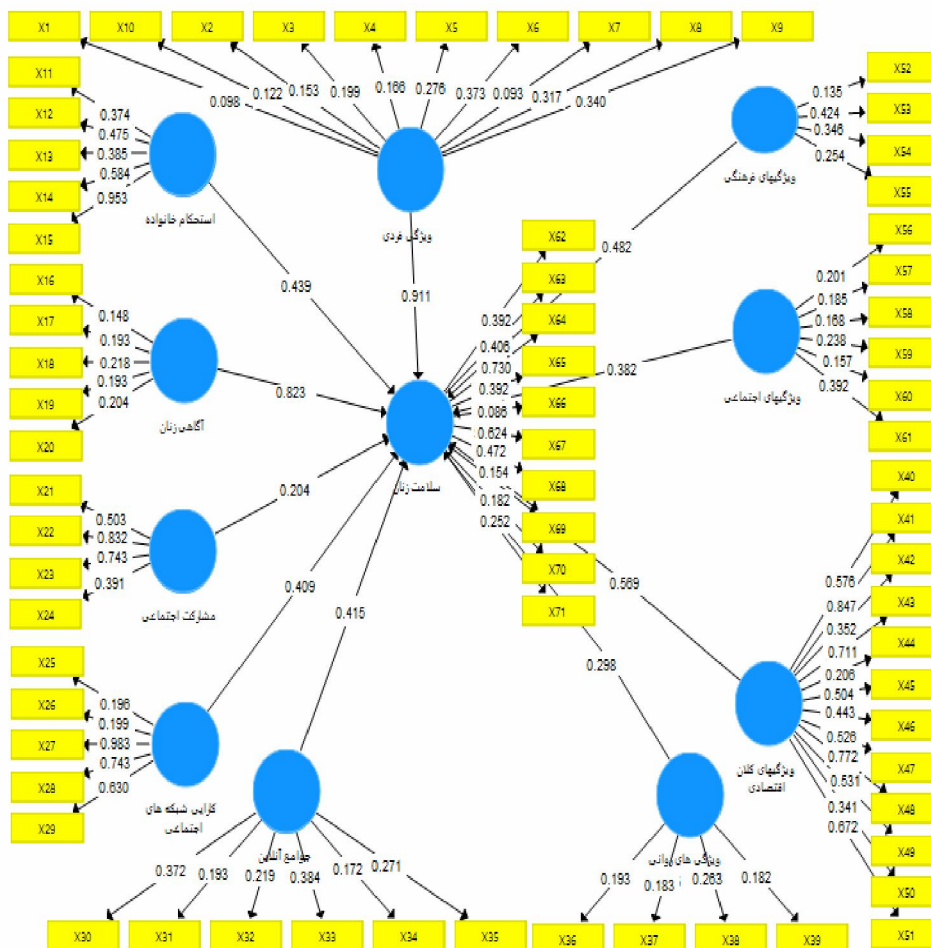 X1 X10 X2 X3 X4 X5 X6 X7 X8 X9
0.098 0.122 0.153 0.199 0.166 0.276 0.373 0.093 0.317 0.340
ویژگی فردی
0.911
X11
X12
X13
X14
X15
0.374
0.475
0.385
0.584
0.953
استحکام خانواده
0.439
X16
X17
X18
X19
X20
0.148
0.193
0.218
0.193
0.204
آگاهی زنان
0.823
X21
X22
X23
X24
0.503
0.832
0.743
0.391
مشارکت اجتماعی
0.204
X25
X26
X27
X28
X29
0.196
0.199
0.983
0.743
0.630
کارایی شبکه های
اجتماعی
0.409
جوامع آنلاین
0.415
0.372 0.193 0.219 0.384 0.172 0.271
X30 X31 X32 X33 X34 X35
سلامت زنان
X62
X63
X64
X65
X66
X67
X68
X69
X70
X71
0.392
0.406
0.730
0.392
0.086
0.624
0.472
0.154
0.182
0.252
X52
X53
X54
X55
0.135
0.424
0.346
0.254
ویژگیهای فرهنگی
0.482
X56
X57
X58
X59
X60
X61
0.201
0.185
0.168
0.238
0.157
0.392
ویژگیهای اجتماعی
0.382
X40
X41
X42
X43
X44
X45
X46
X47
X48
X49
X50
X51
0.576
0.847
0.352
0.711
0.206
0.504
0.443
0.526
0.772
0.531
0.341
0.672
ویژگیهای کلان
اقتصادی
0.569
ویژگی های روانی
0.298
0.193 0.183 0.263 0.182
X36 X37 X38 X39